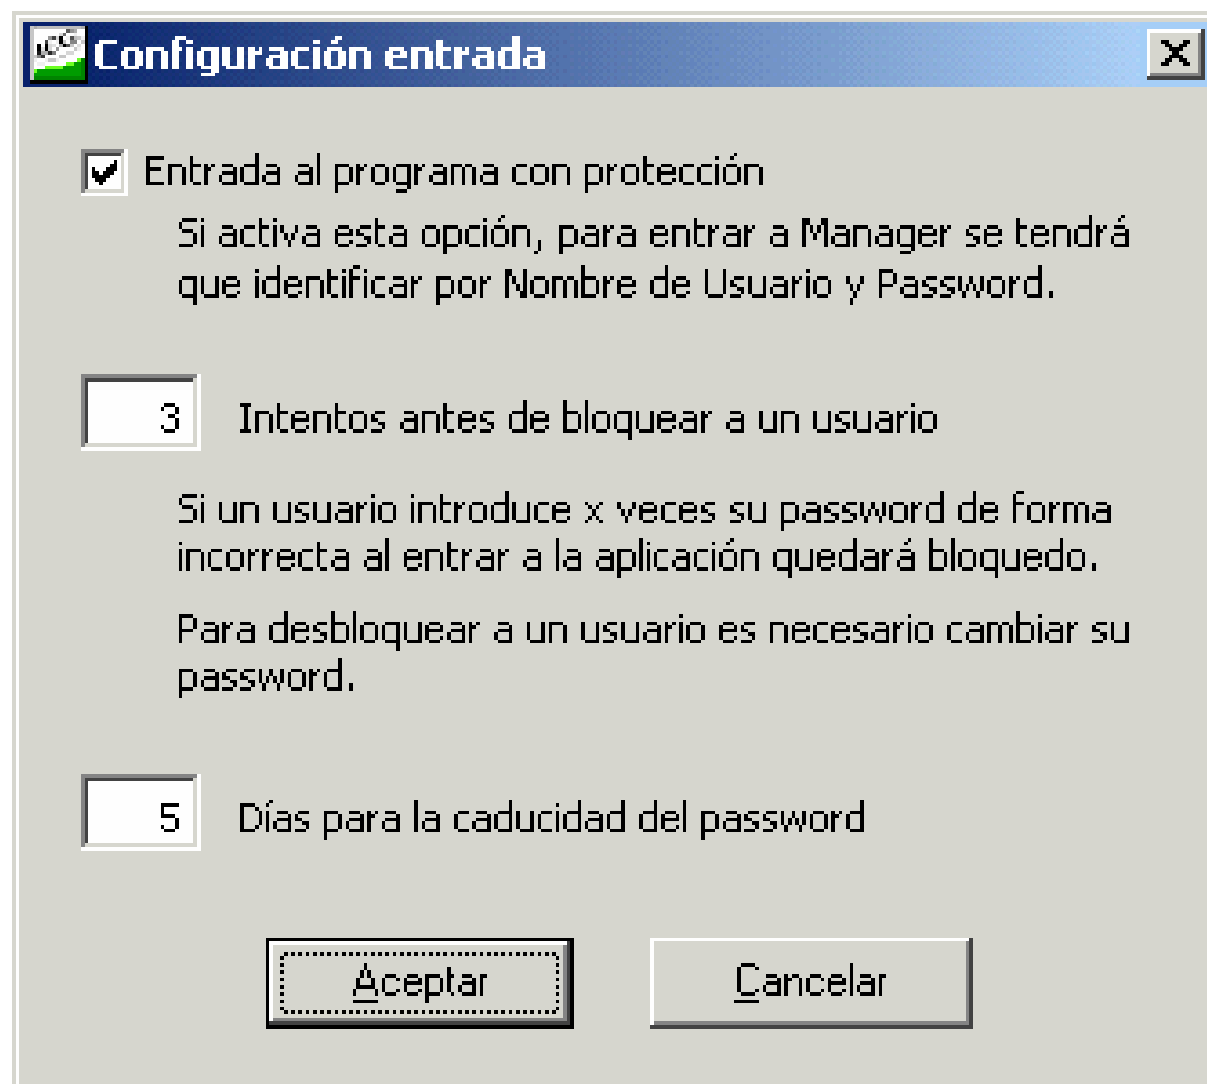 ICG
Configuración entrada
Entrada al programa con protección
Si activa esta opción, para entrar a Manager se tendrá
que identificar por Nombre de Usuario y Password.
3 Intentos antes de bloquear a un usuario
Si un usuario introduce x veces su password de forma
incorrecta al entrar a la aplicación quedará bloquedo.
Para desbloquear a un usuario es necesario cambiar su
password.
5 Días para la caducidad del password
Aceptar Cancelar